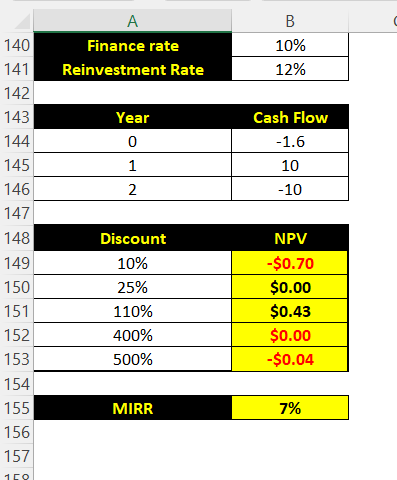 A B
140 Finance rate 10%
141 Reinvestment Rate 12%
142
143 Year Cash Flow
144 0 -1.6
145 1 10
146 2 -10
147
148 Discount NPV
149 10% -$0.70
150 25% $0.00
151 110% $0.43
152 400% $0.00
153 500% -$0.04
154
155 MIRR 7%
156
157